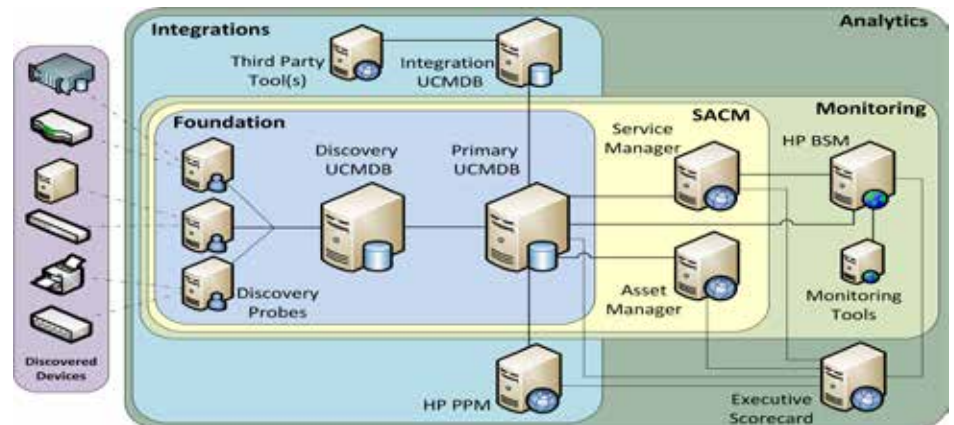 Integrations
Analytics
Third Party
Tool(s)
Integration
UCMDB
Foundation
SACM
Monitoring
Discovery
UCMDB
Primary
UCMDB
Service
Manager
HP BSM
Discovery
Probes
Asset
Manager
Monitoring
Tools
Discovered
Devices
HP PPM
Executive
Scorecard